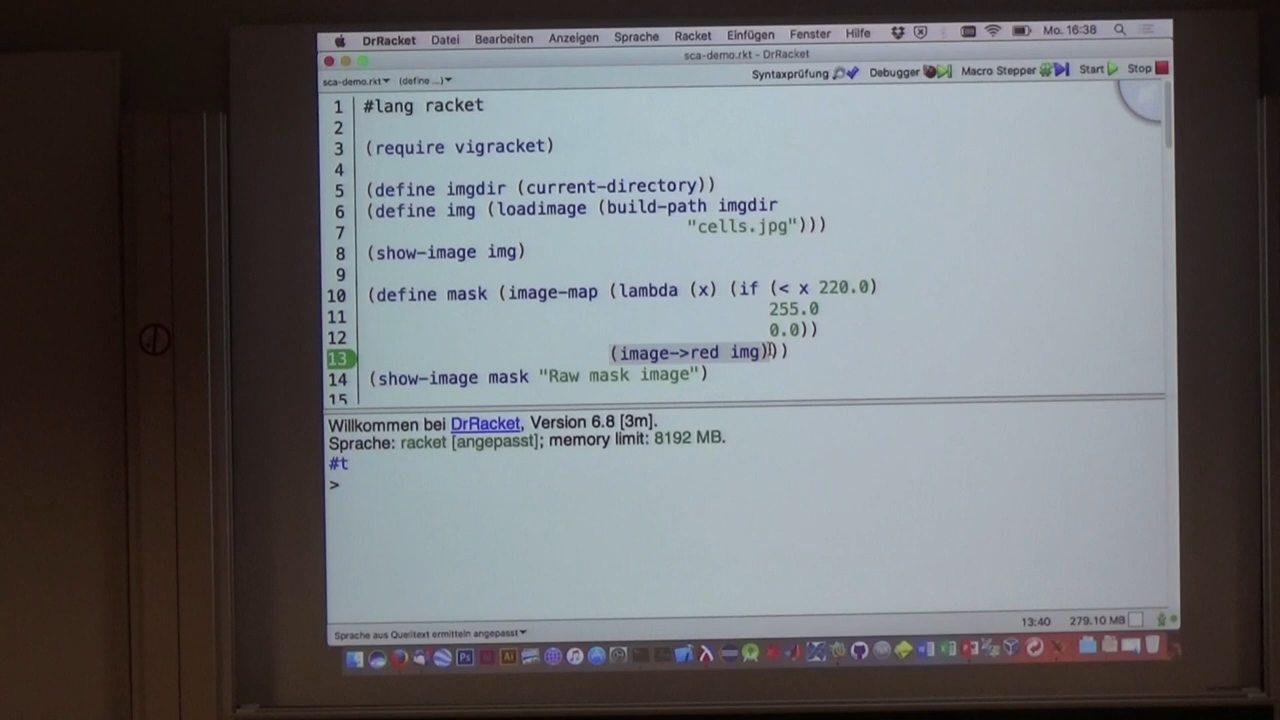 DrRacket Datei Bearbeiten Anzeigen Sprache Racket Einfügen Fenster Hilfe Mo. 16:38
sca-demo.rkt - DrRacket
sca-demo.rkt (define ...) Syntaxprüfung Debugger Macro Stepper Start Stop
1 #lang racket
2
3 (require vigracket)
4
5 (define imgdir (current-directory))
6 (define img (loadimage (build-path imgdir
7 "cells.jpg")))
8 (show-image img)
9
10 (define mask (image-map (lambda (x) (if (< x 220.0)
11 255.0
12 0.0))
13 (image->red img)))
14 (show-image mask "Raw mask image")
15
Willkommen bei DrRacket, Version 6.8 [3m].
Sprache: racket [angepasst]; memory limit: 8192 MB.
#t
>
Sprache aus Quelltext ermitteln angepasst 13:40 279.10 MB